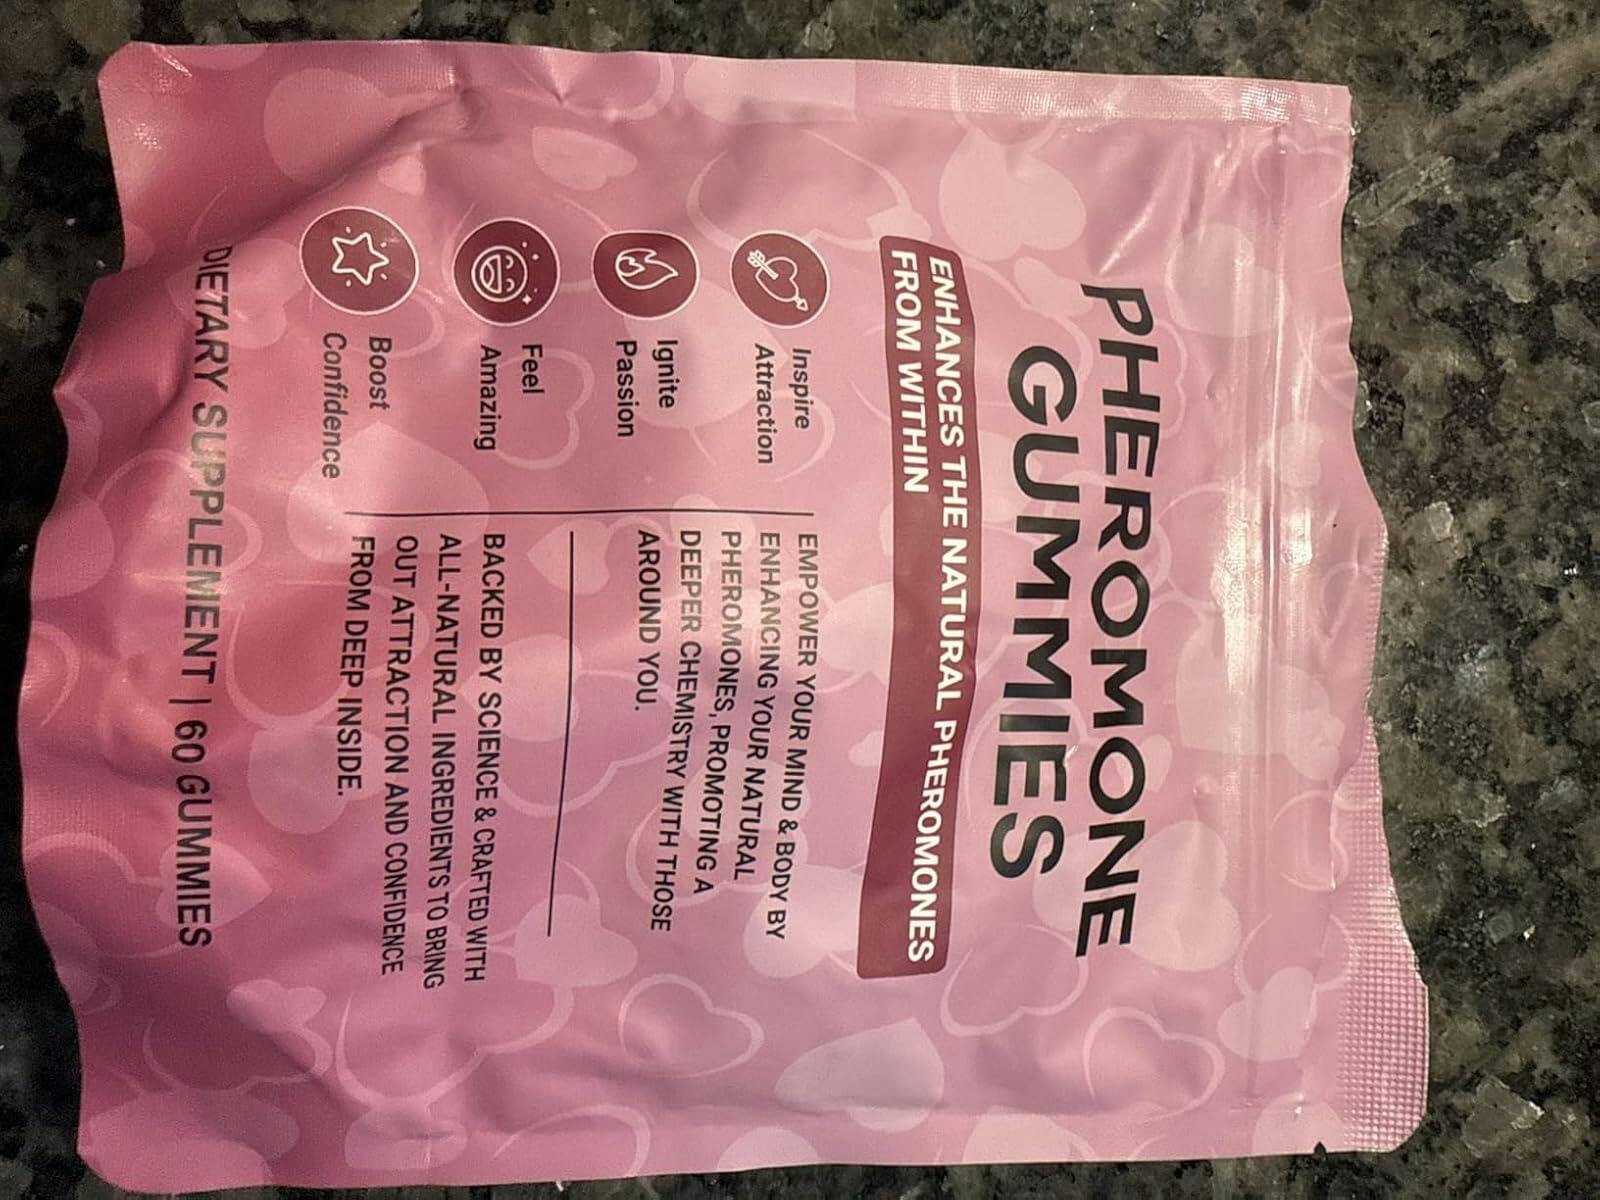 PHEROMONE
GUMMIES
ENHANCES THE NATURAL PHEROMONES
FROM WITHIN
Inspire
Attraction
Ignite
Passion
Feel
Amazing
Boost
Confidence
EMPOWER YOUR MIND & BODY BY
ENHANCING YOUR NATURAL
PHEROMONES, PROMOTING A
DEEPER CHEMISTRY WITH THOSE
AROUND YOU.
BACKED BY SCIENCE & CRAFTED WITH
ALL-NATURAL INGREDIENTS TO BRING
OUT ATTRACTION AND CONFIDENCE
FROM DEEP INSIDE.
DIETARY SUPPLEMENT | 60 GUMMIES